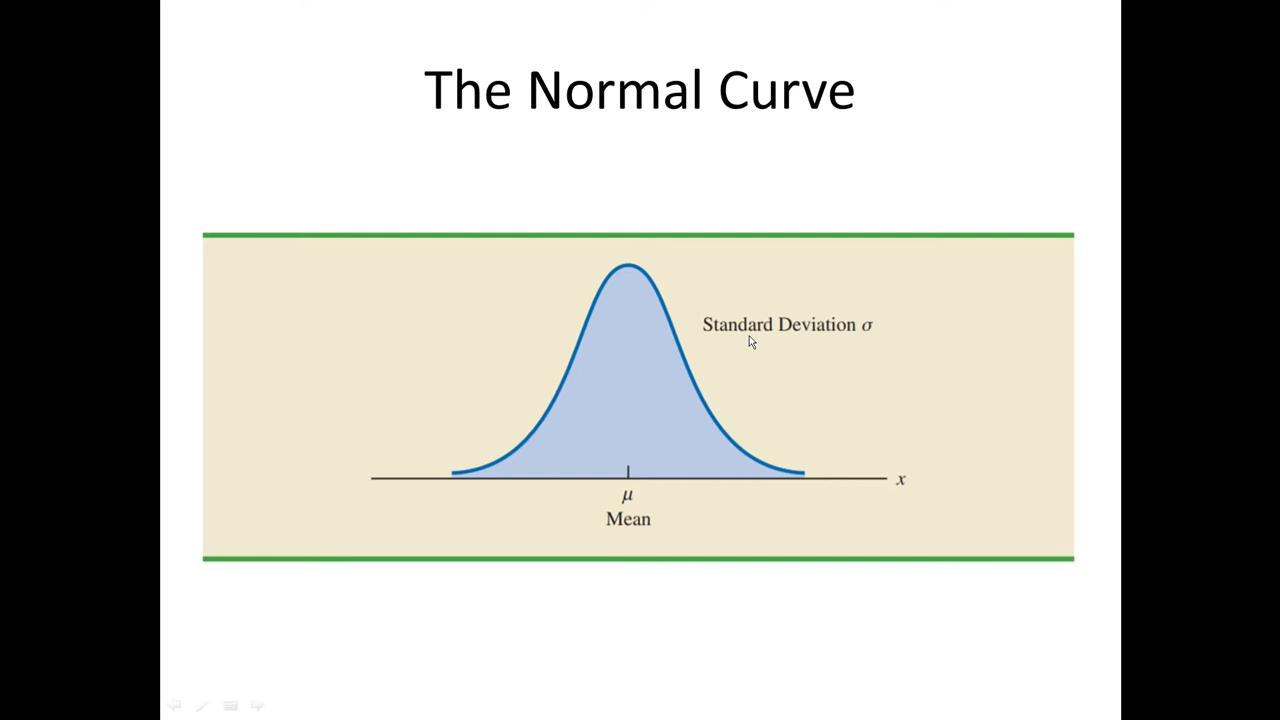 The Normal Curve
Standard Deviation σ
x
μ
Mean